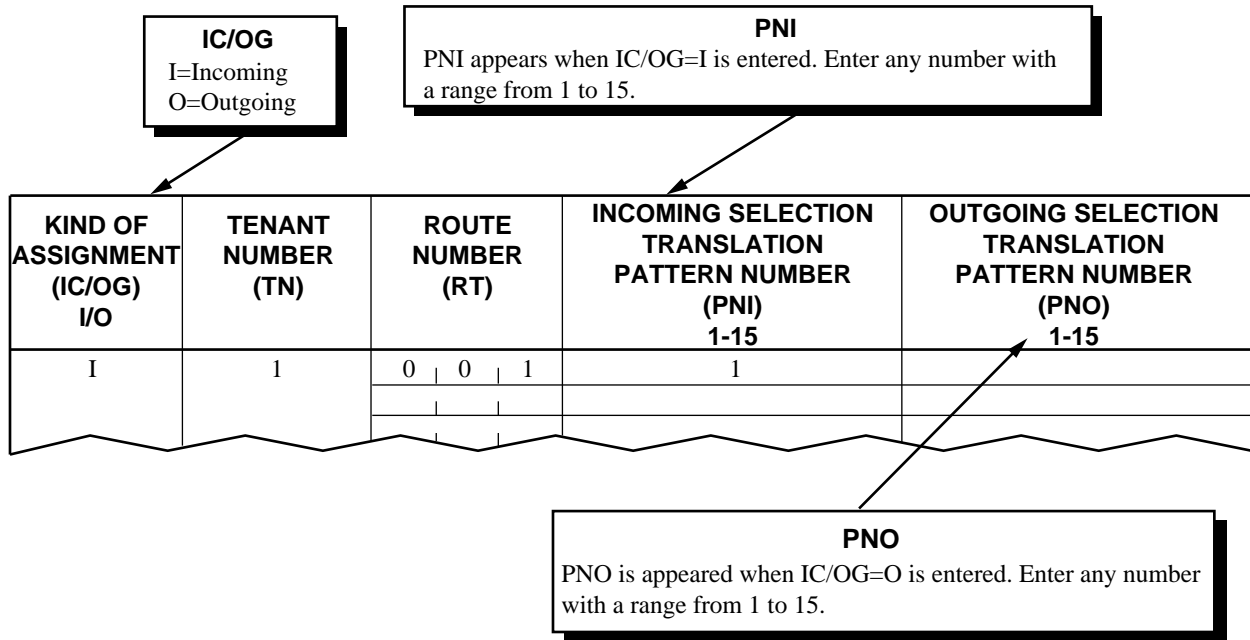 IC/OG
I=Incoming
O=Outgoing
PNI
PNI appears when IC/OG=I is entered. Enter any number with
a range from 1 to 15.
KIND OF
ASSIGNMENT
(IC/OG)
I/O
TENANT
NUMBER
(TN)
ROUTE
NUMBER
(RT)
INCOMING SELECTION
TRANSLATION
PATTERN NUMBER
(PNI)
1-15
OUTGOING SELECTION
TRANSLATION
PATTERN NUMBER
(PNO)
1-15
I 1 0 0 1 1
PNO
PNO is appeared when IC/OG=O is entered. Enter any number
with a range from 1 to 15.